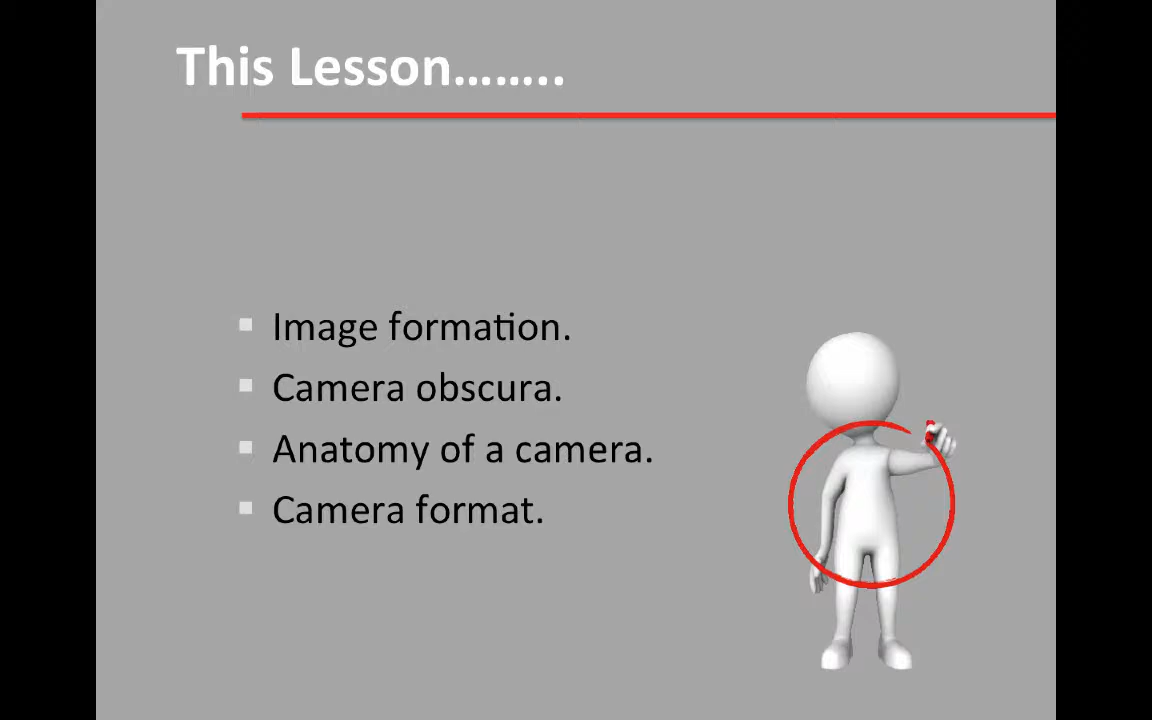 This Lesson……..
Image formation.
Camera obscura.
Anatomy of a camera.
Camera format.